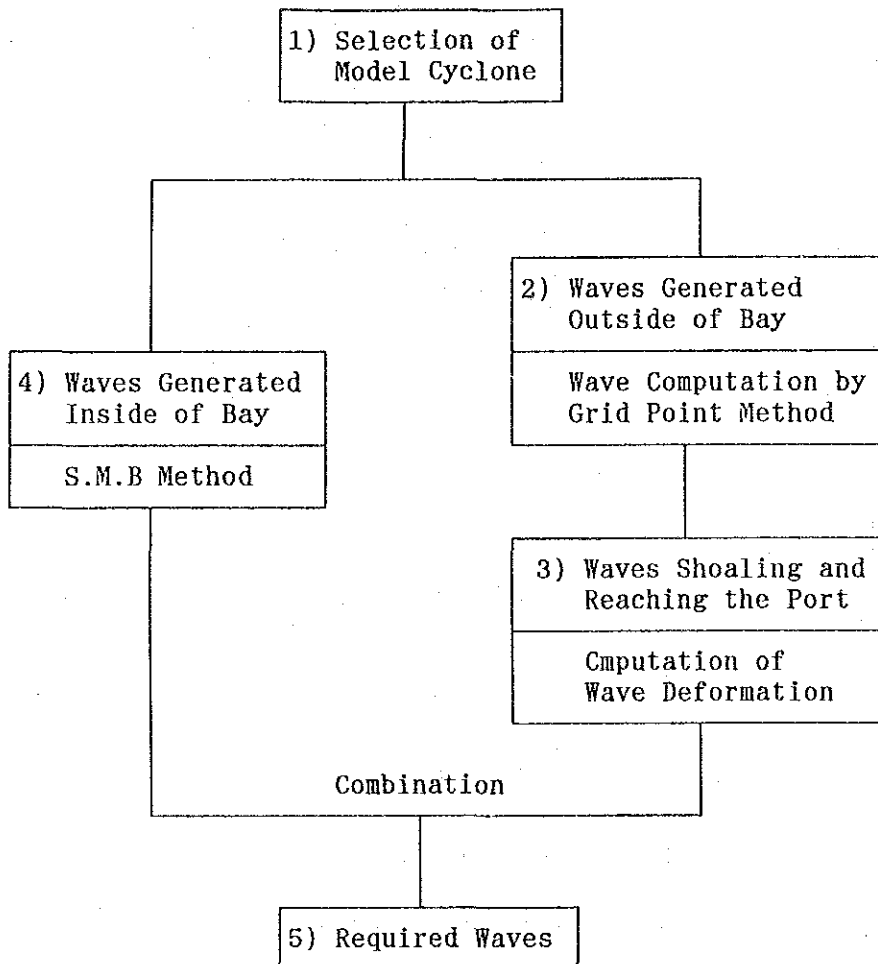 1) Selection of
Model Cyclone
2) Waves Generated
Outside of Bay
Wave Computation by
Grid Point Method
4) Waves Generated
Inside of Bay
S.M.B Method
3) Waves Shoaling and
Reaching the Port
Cmputation of
Wave Deformation
Combination
5) Required Waves